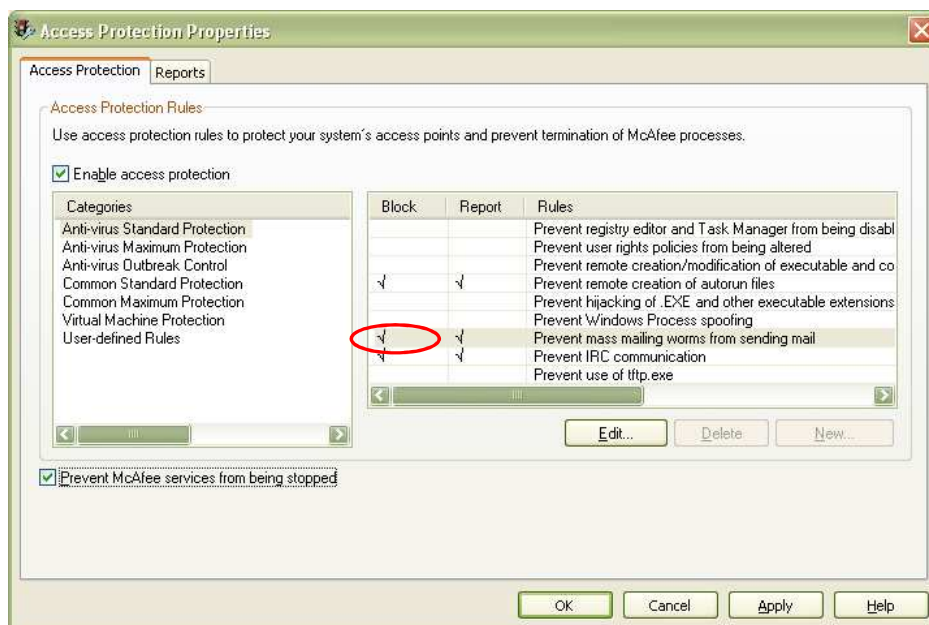 Access Protection Properties
Access Protection Reports
Access Protection Rules
Use access protection rules to protect your system´s access points and prevent termination of McAfee processes.
Enable access protection
Categories
Anti-virus Standard Protection
Anti-virus Maximum Protection
Anti-virus Outbreak Control
Common Standard Protection
Common Maximum Protection
Virtual Machine Protection
User-defined Rules
Block Report Rules
Prevent registry editor and Task Manager from being disabl
Prevent user rights policies from being altered
Prevent remote creation/modification of executable and co
Prevent remote creation of autorun files
Prevent hijacking of .EXE and other executable extensions
Prevent Windows Process spoofing
Prevent mass mailing worms from sending mail
Prevent IRC communication
Prevent use of tftp.exe
Edit... Delete New...
Prevent McAfee services from being stopped
OK Cancel Apply Help